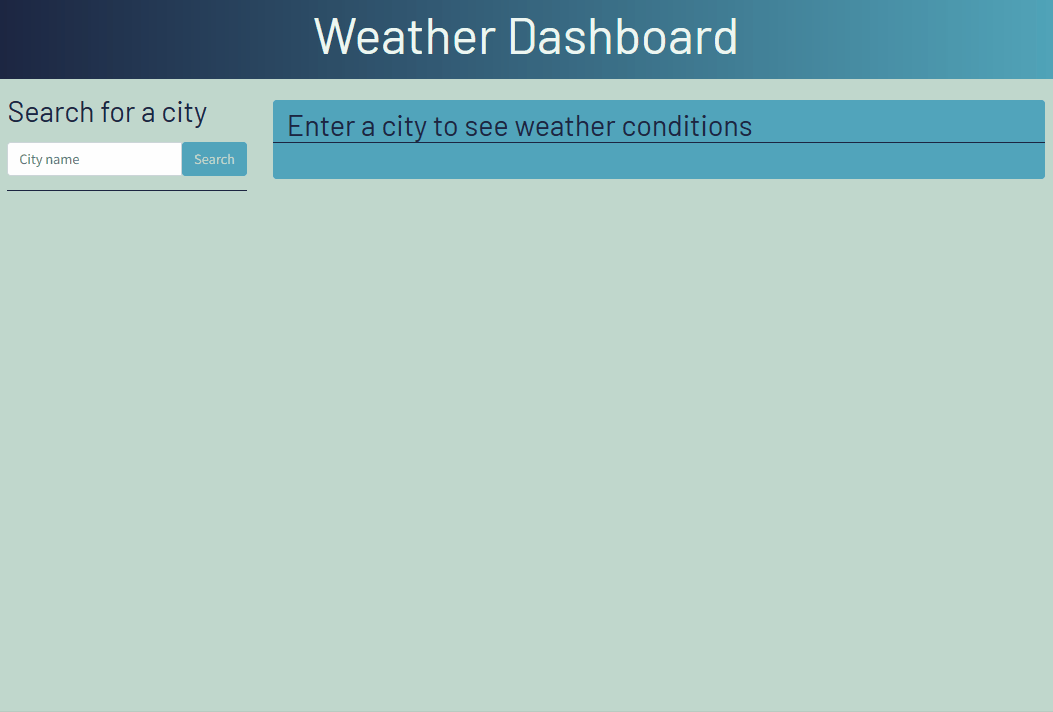 Weather Dashboard
Search for a city
City name
Search
Enter a city to see weather conditions